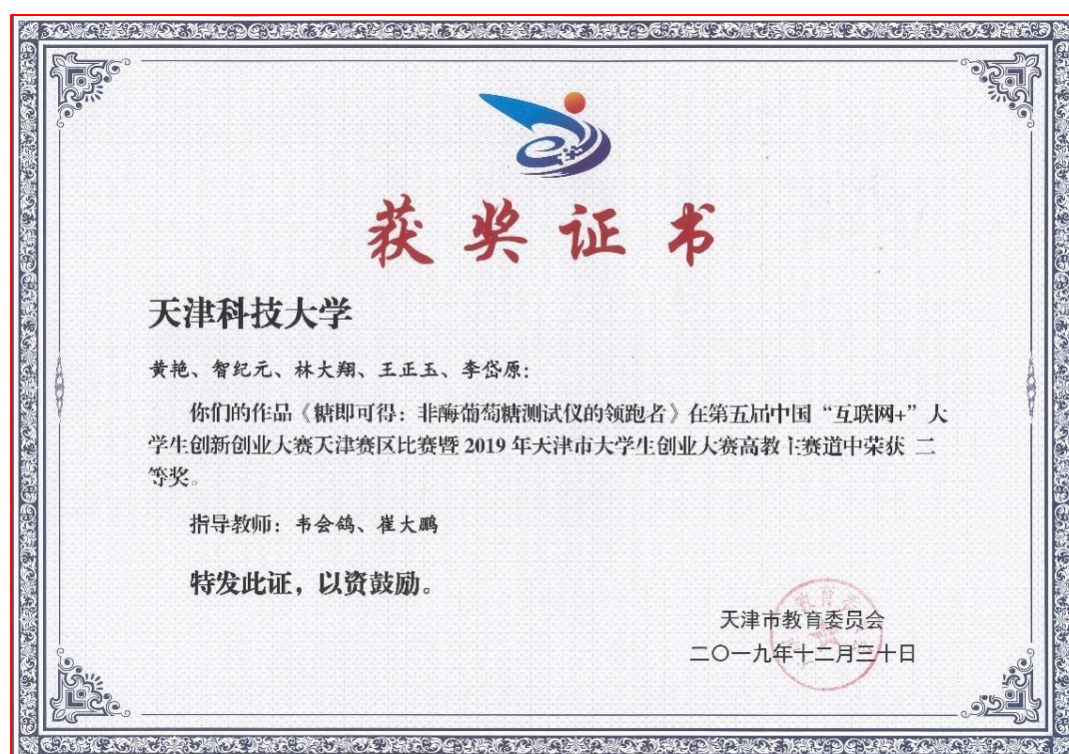 获奖证书
天津科技大学
黄艳、智纪元、林大翔、王正玉、李岱原：
你们的作品《糖即可得：非酶葡萄糖测试仪的领跑者》在第五届中国“互联网+”大
学生创新创业大赛天津赛区比赛暨 2019 年天津市大学生创业大赛高教主赛道中荣获 二
等奖。
指导教师：韦会鸽、崔大鹏
特发此证，以资鼓励。
天津市教育委员会
二〇一九年十二月三十日